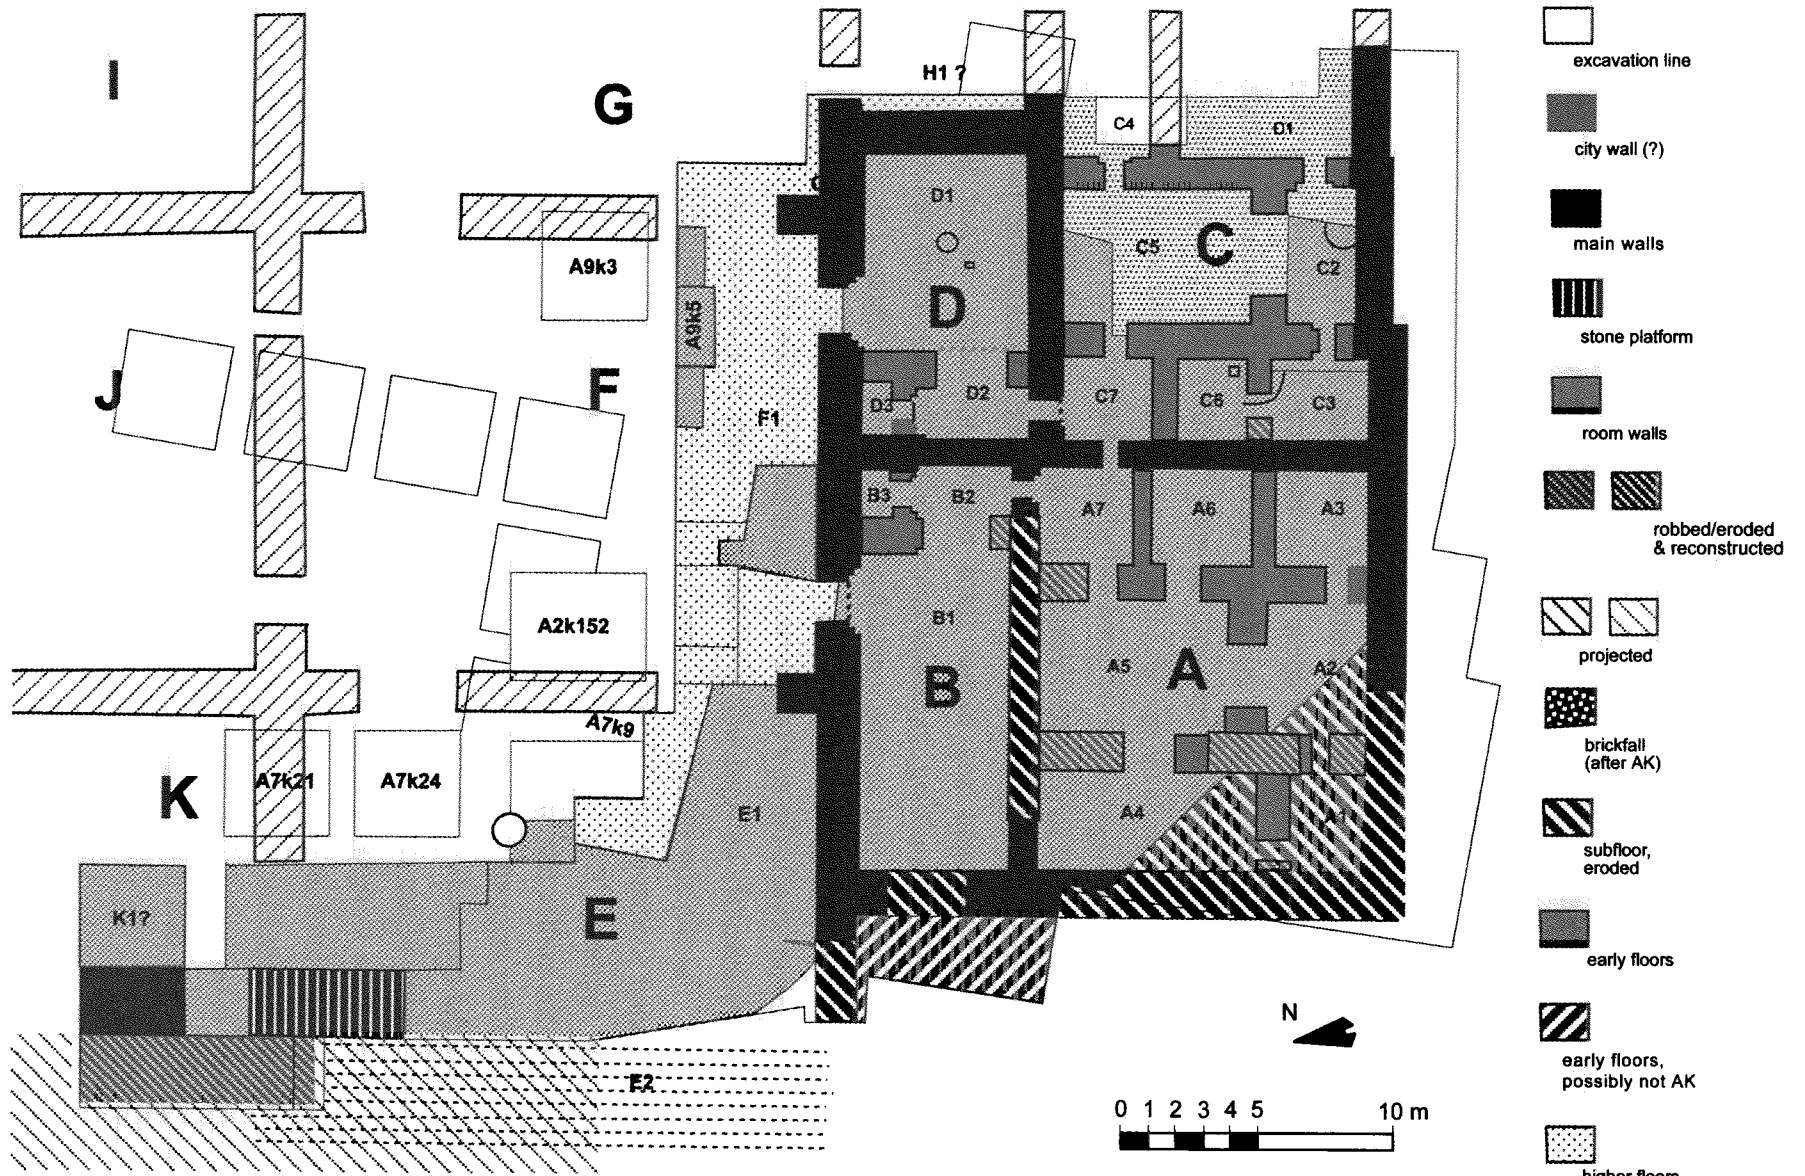 I
G
H1 ?
C4
D1
D1
A9k3
C5
C
C2
D
A9k5
J
F
F1
D3
D2
C7
C6
C3
B3
B2
A7
A6
A3
A2k152
B1
B
A5
A
A2
A7k9
K
A7k21
A7k24
E1
A4
A1
K1?
E
E2
N
0 1 2 3 4 5 10 m
excavation line
city wall (?)
main walls
stone platform
room walls
robbed/eroded
& reconstructed
projected
brickfall
(after AK)
subfloor,
eroded
early floors
early floors,
possibly not AK
higher floors